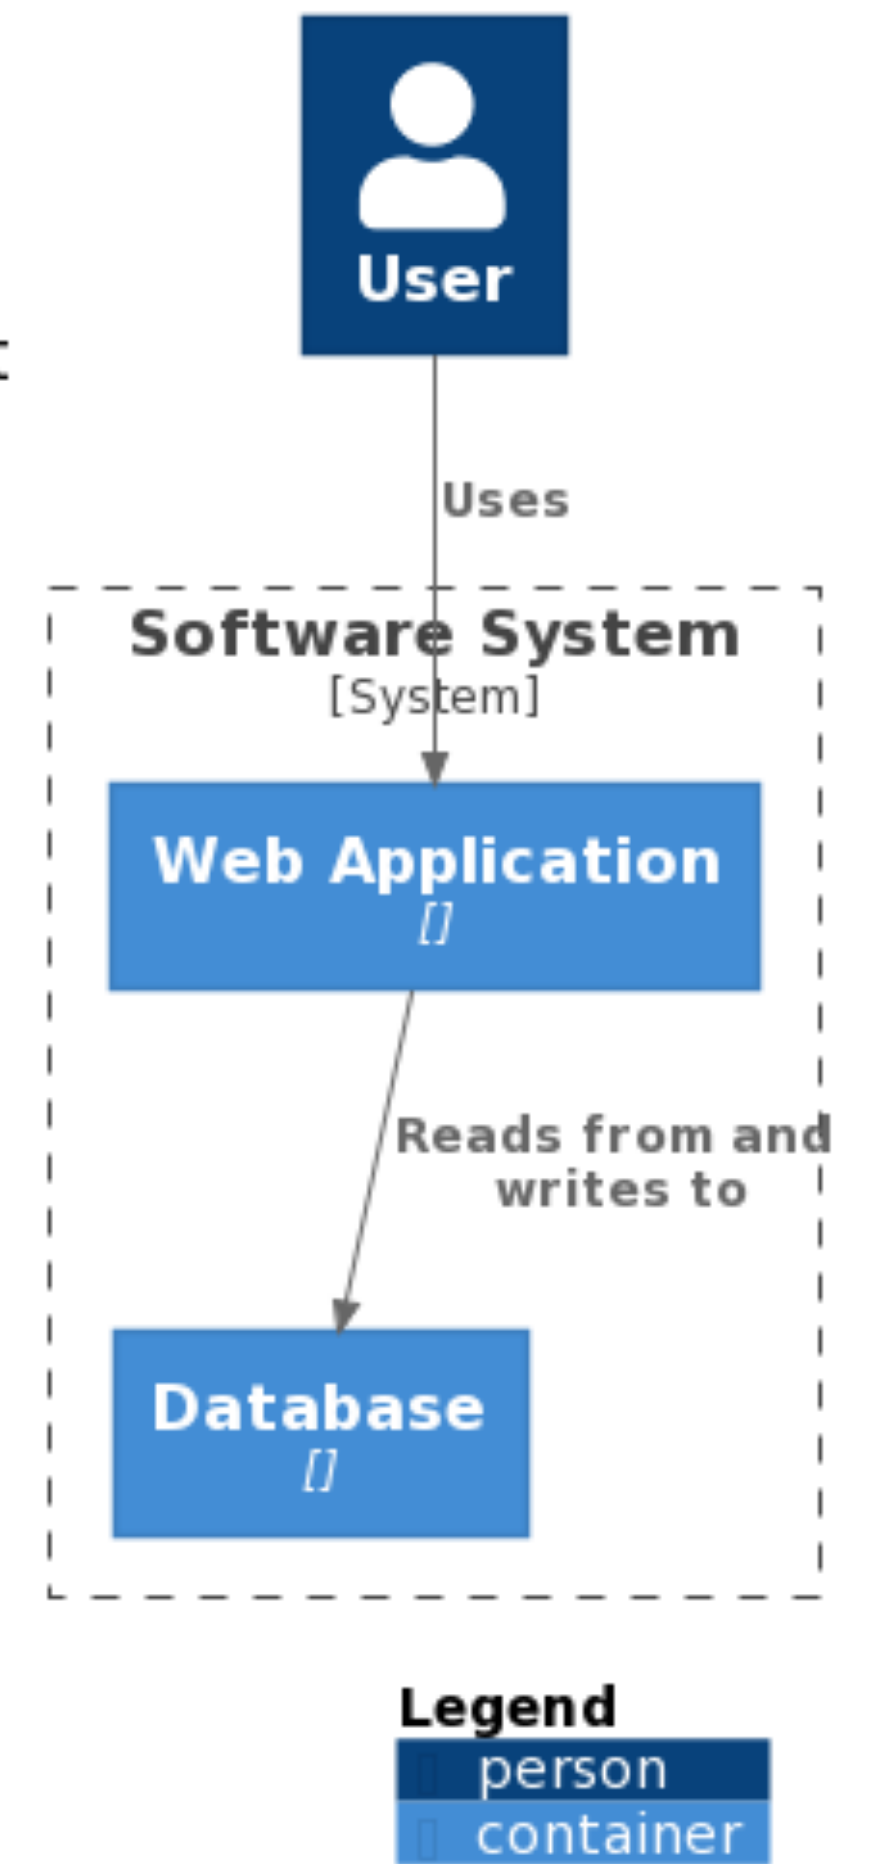 User
t
Uses
Software System
[System]
Web Application
[]
Reads from and
writes to
Database
[]
Legend
person
container